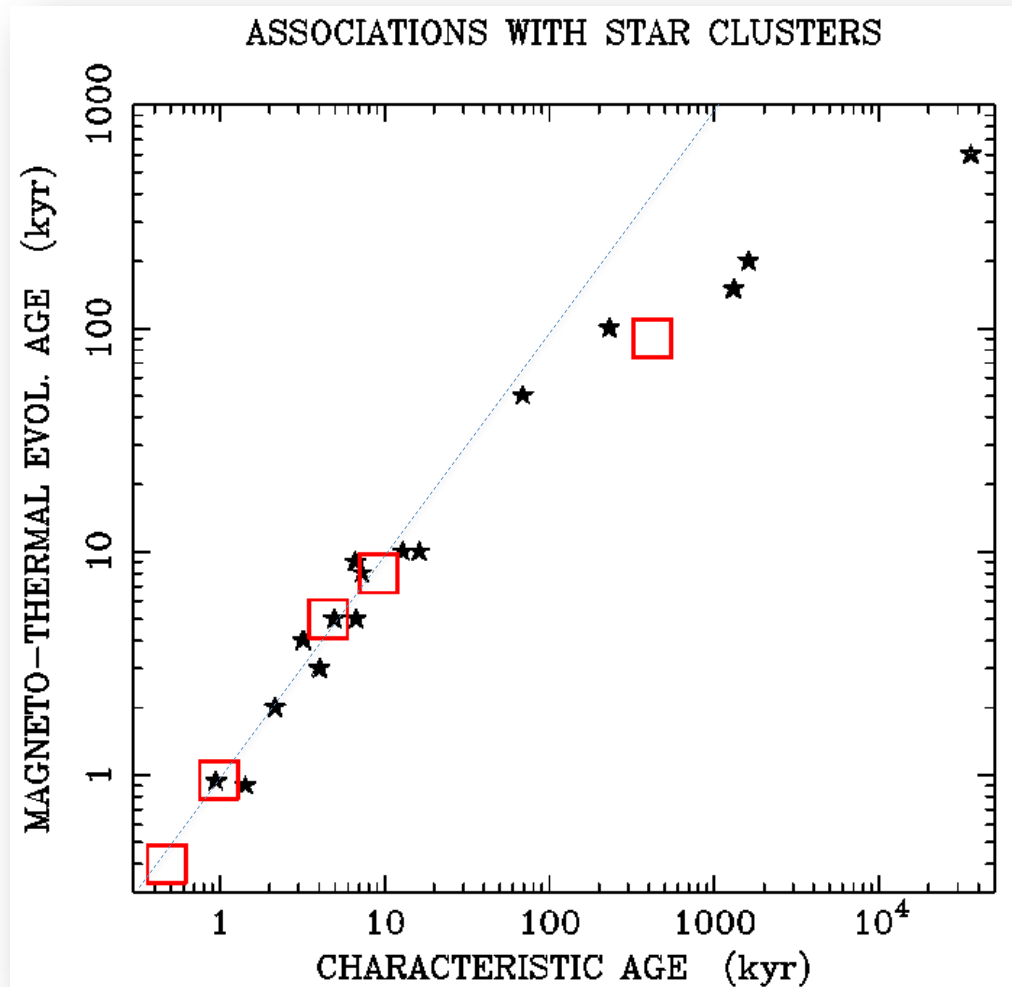 ASSOCIATIONS WITH STAR CLUSTERS
MAGNETO-THERMAL EVOL. AGE (kyr)
1000
100
10
1
1 10 100 1000 10⁴
CHARACTERISTIC AGE (kyr)